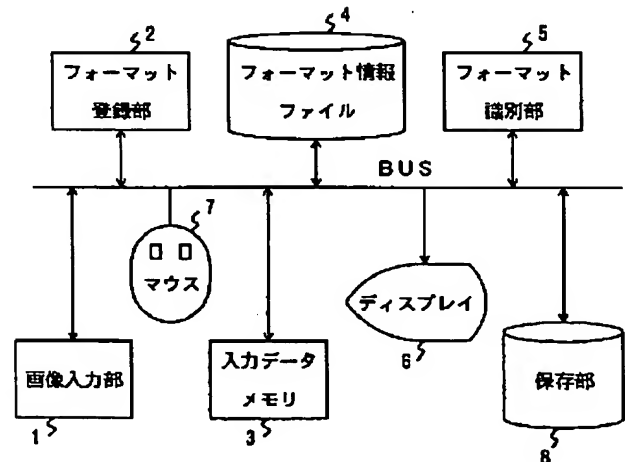 2
4
5
フォーマット
登録部
フォーマット情報
ファイル
フォーマット
識別部
BUS
7
マウス
ディスプレイ
6
画像入力部
1
入力データ
メモリ
3
保存部
8